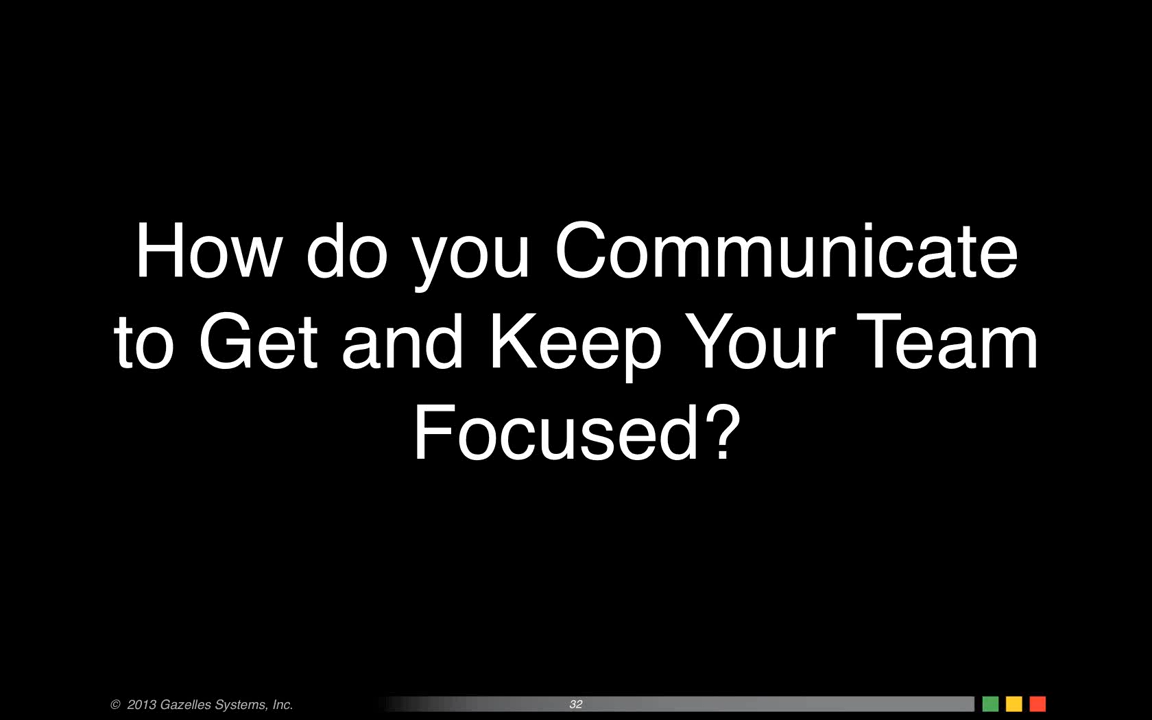 How do you Communicate
to Get and Keep Your Team
Focused?
© 2013 Gazelles Systems, Inc.
32